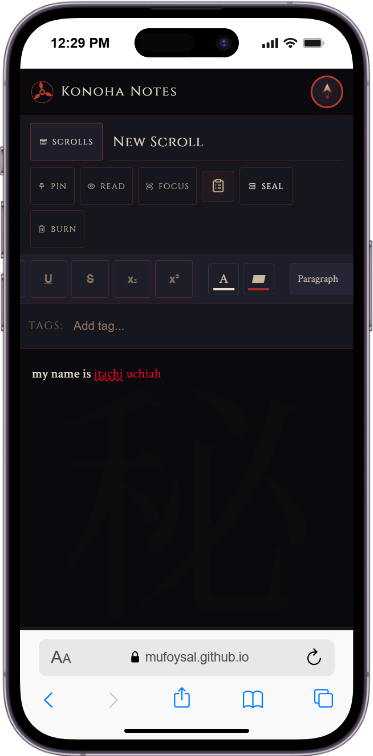 12:29 PM
Konoha Notes
SCROLLS New Scroll
PIN READ FOCUS SEAL
BURN
U S x₂ x² A Paragraph
TAGS: Add tag...
my name is itachi uchiah
秘
AA mufoysal.github.io